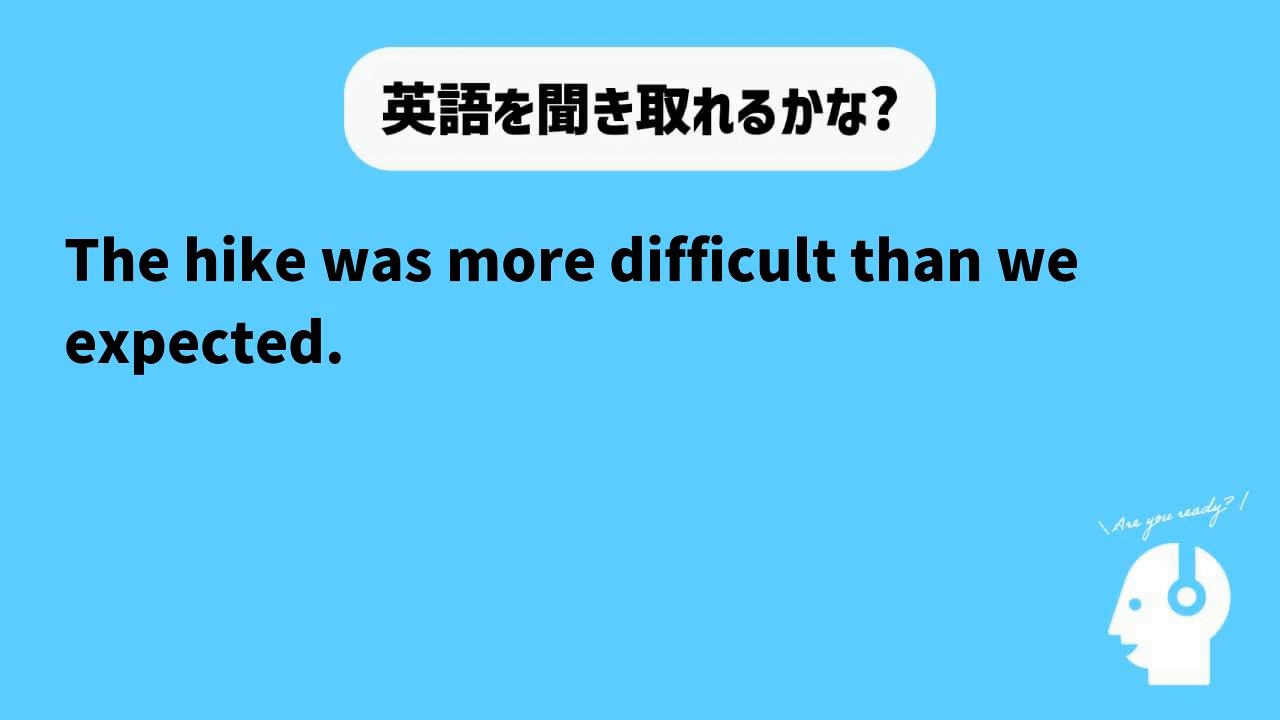 英語を聞き取れるかな?
The hike was more difficult than we
expected.
\ Are you ready? /